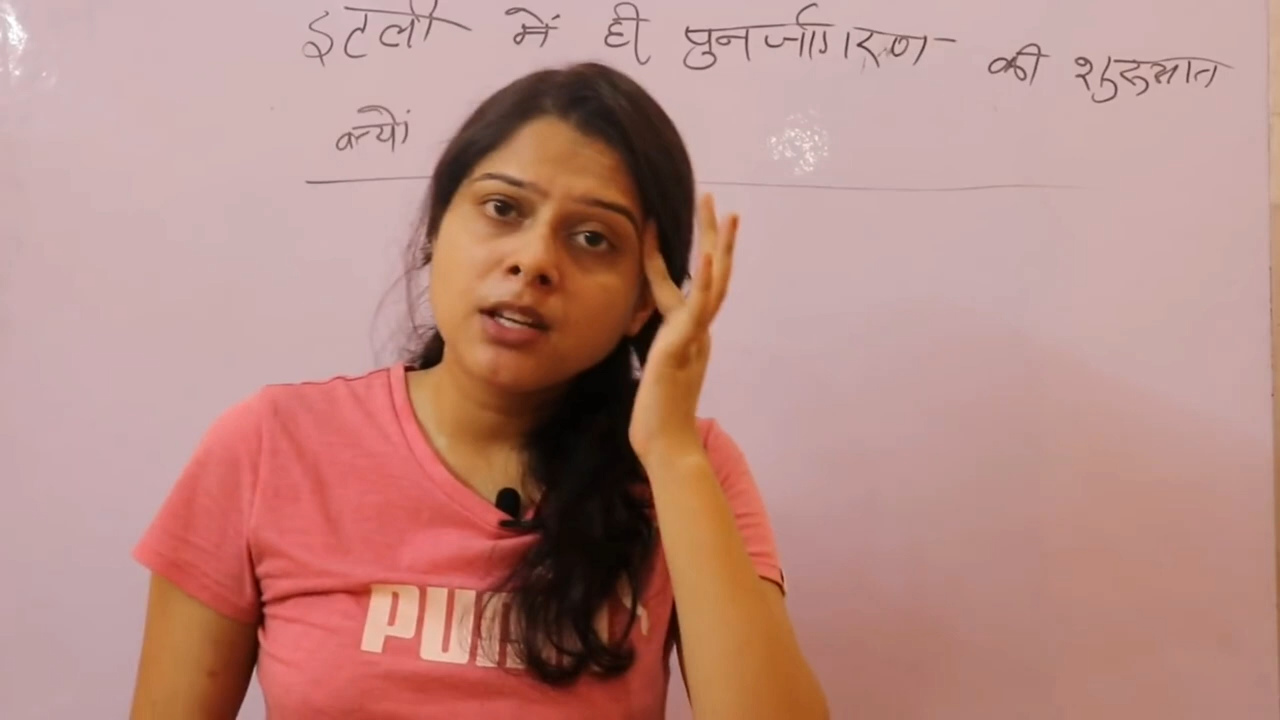 इटली में ही पुनर्जागरण की शुरुआत
क्यों
PUMA